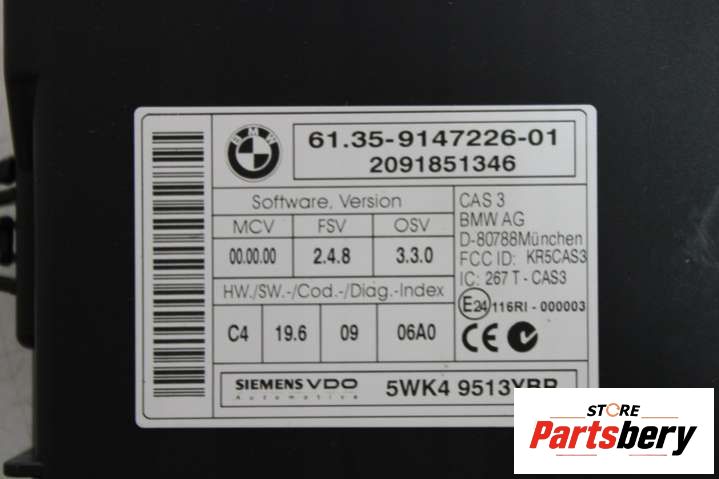 BMW
61.35-9147226-01
2091851346
Software, Version
MCV FSV OSV
00.00.00 2.4.8 3.3.0
HW./SW.-/Cod.-/Diag.-Index
C4 19.6 09 06A0
CAS 3
BMW AG
D-80788München
FCC ID: KR5CAS3
IC: 267 T - CAS3
E24 116RI - 000003
CE
SIEMENS VDO
Automotive
5WK4
STORE
Partsbery